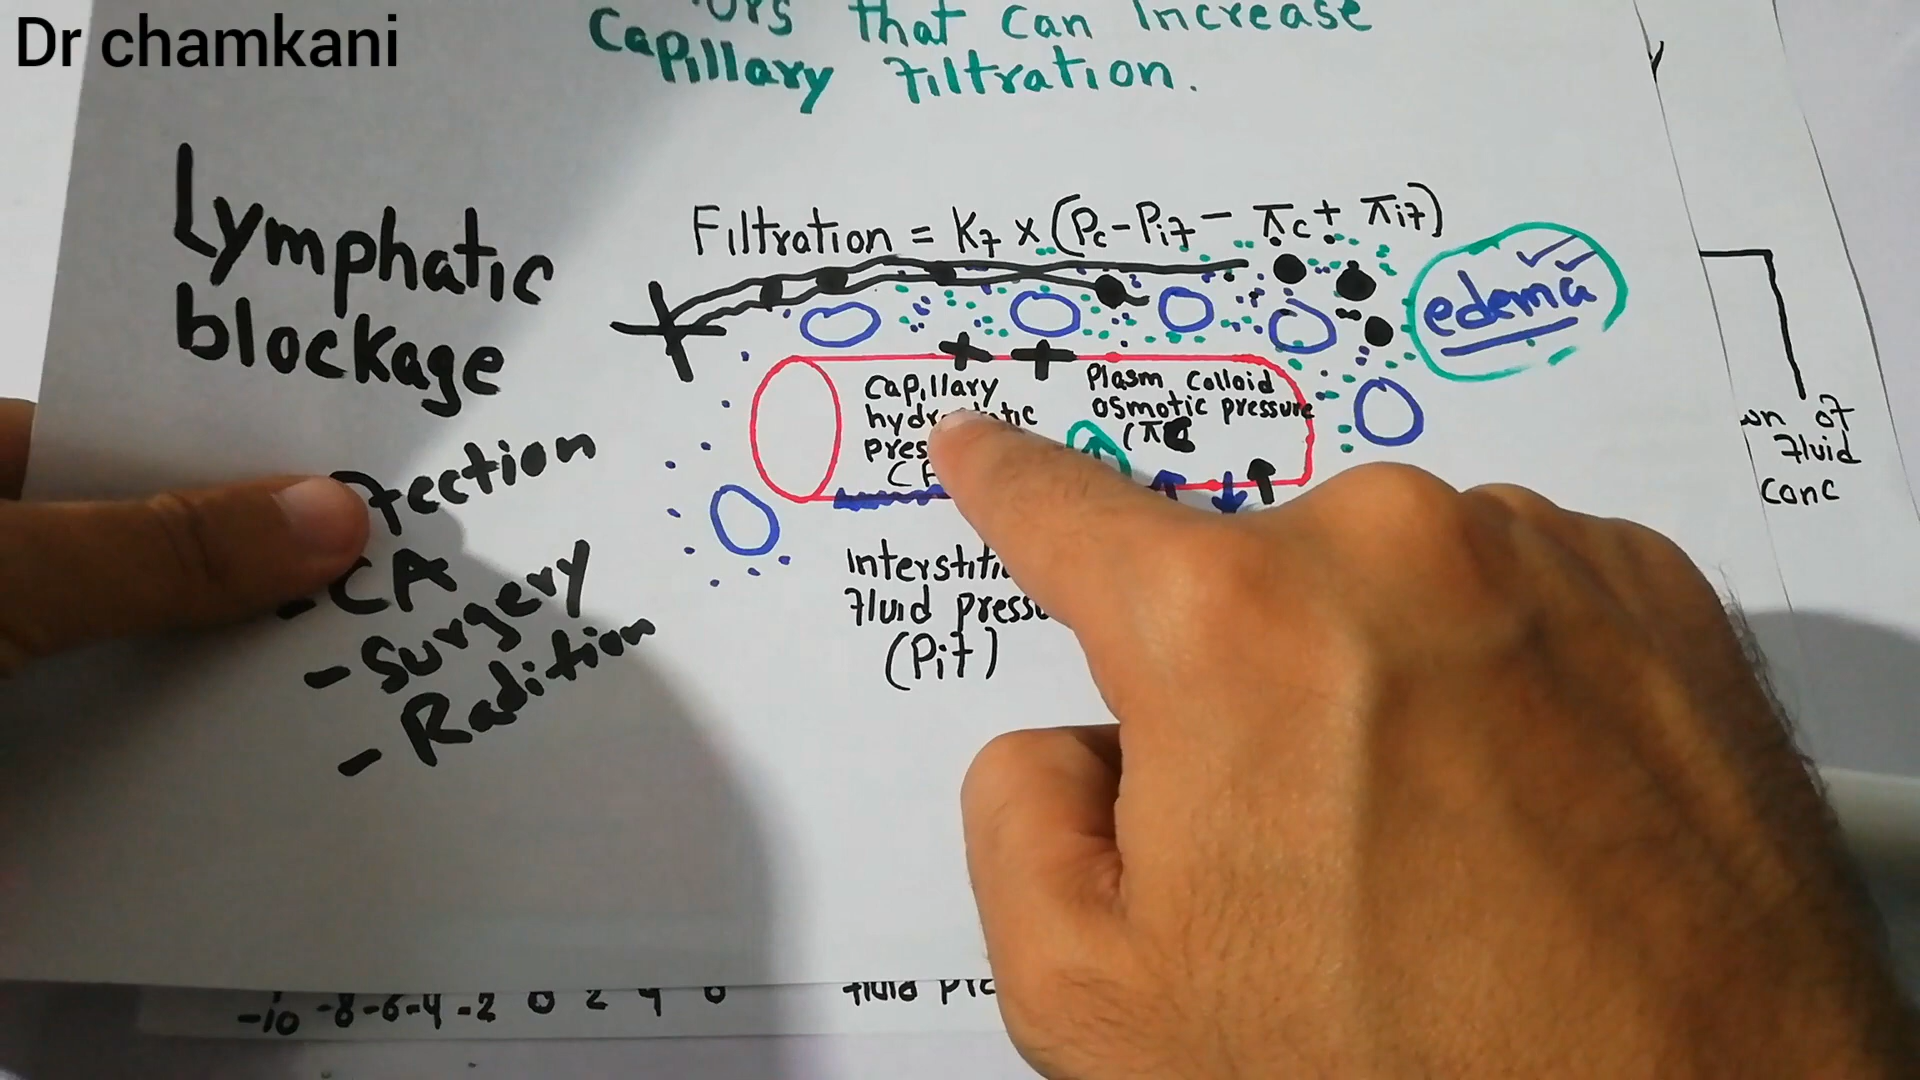 Dr chamkani
that can increase
Capillary filtration.
Lymphatic
blockage
- CA
- Surgery
- Radition
Filtration = Kf x (Pc - Pif - πc + πif)
edema
Capillary
Plasm Colloid
osmotic pressure
Interstiti
fluid press
(Pif)
of
fluid
Conc
-10 -8 -6 -4 -2 0 2 4